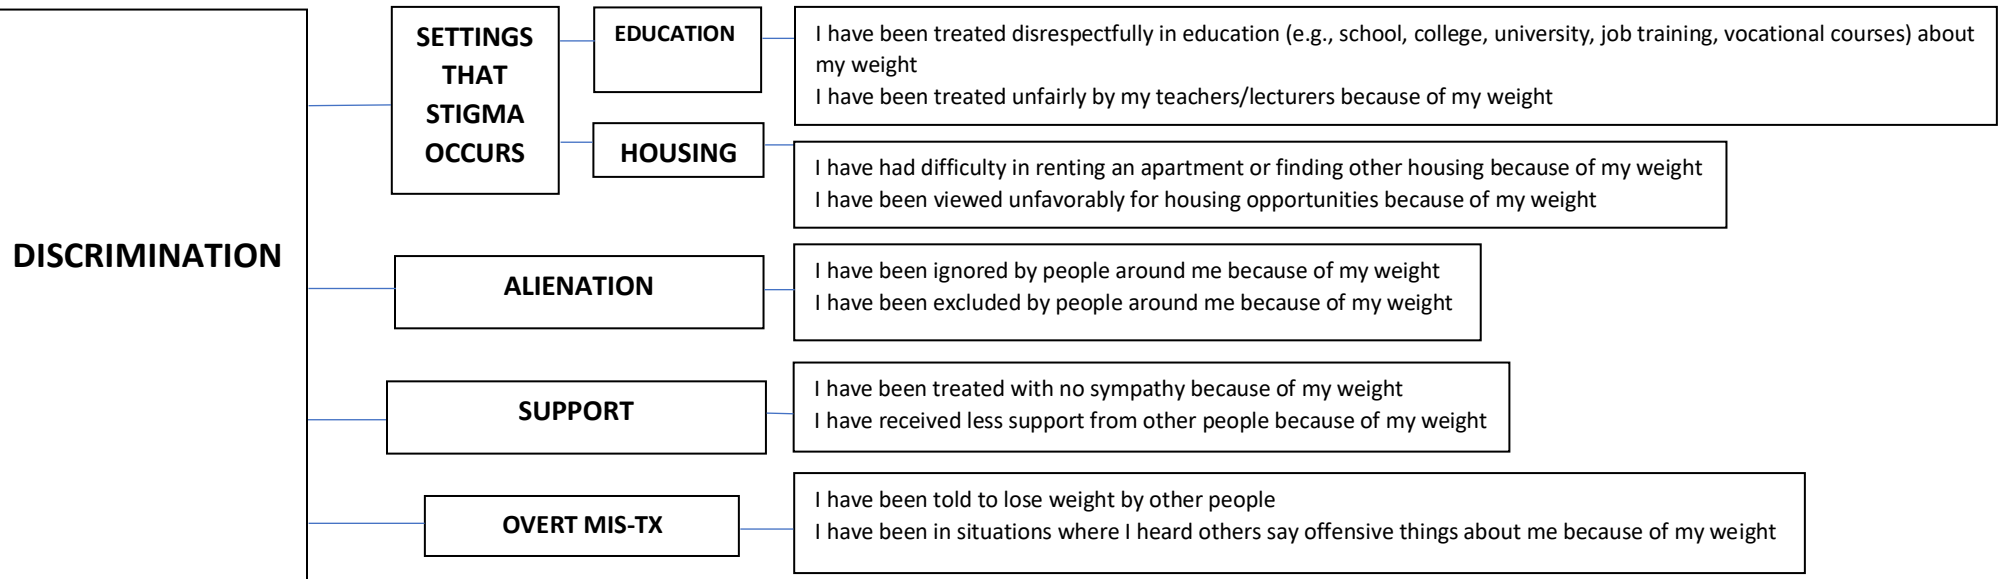 DISCRIMINATION
SETTINGS
THAT
STIGMA
OCCURS
EDUCATION
I have been treated disrespectfully in education (e.g., school, college, university, job training, vocational courses) about
my weight
I have been treated unfairly by my teachers/lecturers because of my weight
HOUSING
I have had difficulty in renting an apartment or finding other housing because of my weight
I have been viewed unfavorably for housing opportunities because of my weight
ALIENATION
I have been ignored by people around me because of my weight
I have been excluded by people around me because of my weight
SUPPORT
I have been treated with no sympathy because of my weight
I have received less support from other people because of my weight
OVERT MIS-TX
I have been told to lose weight by other people
I have been in situations where I heard others say offensive things about me because of my weight